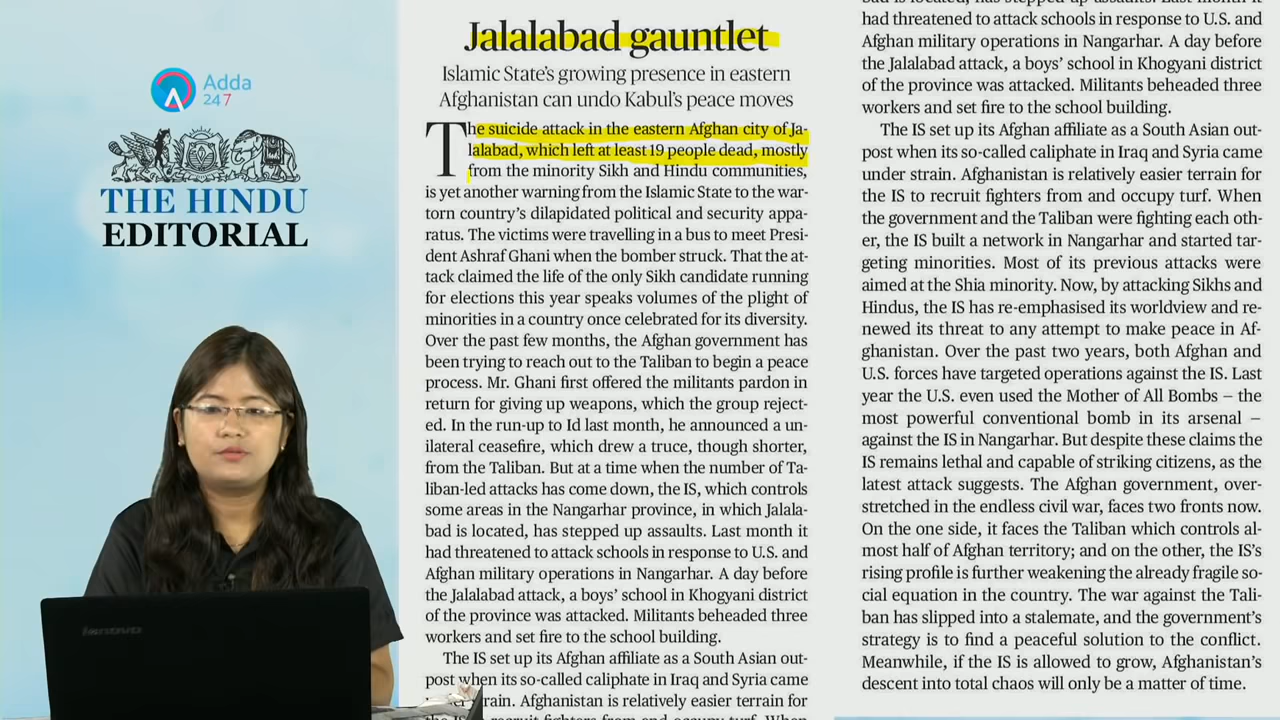 Adda
247
THE HINDU
EDITORIAL
lenovo
Jalalabad gauntlet
Islamic State's growing presence in eastern
Afghanistan can undo Kabul's peace moves
The suicide attack in the eastern Afghan city of Ja-
lalabad, which left at least 19 people dead, mostly
from the minority Sikh and Hindu communities,
is yet another warning from the Islamic State to the war-
torn country's dilapidated political and security appa-
ratus. The victims were travelling in a bus to meet Presi-
dent Ashraf Ghani when the bomber struck. That the at-
tack claimed the life of the only Sikh candidate running
for elections this year speaks volumes of the plight of
minorities in a country once celebrated for its diversity.
Over the past few months, the Afghan government has
been trying to reach out to the Taliban to begin a peace
process. Mr. Ghani first offered the militants pardon in
return for giving up weapons, which the group reject-
ed. In the run-up to Id last month, he announced a un-
ilateral ceasefire, which drew a truce, though shorter,
from the Taliban. But at a time when the number of Ta-
liban-led attacks has come down, the IS, which controls
some areas in the Nangarhar province, in which Jalala-
bad is located, has stepped up assaults. Last month it
had threatened to attack schools in response to U.S. and
Afghan military operations in Nangarhar. A day before
the Jalalabad attack, a boys' school in Khogyani district
of the province was attacked. Militants beheaded three
workers and set fire to the school building.
The IS set up its Afghan affiliate as a South Asian out-
post when its so-called caliphate in Iraq and Syria came
under strain. Afghanistan is relatively easier terrain for
the IS to recruit fighters from and occupy turf. When
bad is located, has stepped up assaults. Last month it
had threatened to attack schools in response to U.S. and
Afghan military operations in Nangarhar. A day before
the Jalalabad attack, a boys' school in Khogyani district
of the province was attacked. Militants beheaded three
workers and set fire to the school building.
The IS set up its Afghan affiliate as a South Asian out-
post when its so-called caliphate in Iraq and Syria came
under strain. Afghanistan is relatively easier terrain for
the IS to recruit fighters from and occupy turf. When
the government and the Taliban were fighting each oth-
er, the IS built a network in Nangarhar and started tar-
geting minorities. Most of its previous attacks were
aimed at the Shia minority. Now, by attacking Sikhs and
Hindus, the IS has re-emphasised its worldview and re-
newed its threat to any attempt to make peace in Af-
ghanistan. Over the past two years, both Afghan and
U.S. forces have targeted operations against the IS. Last
year the U.S. even used the Mother of All Bombs – the
most powerful conventional bomb in its arsenal –
against the IS in Nangarhar. But despite these claims the
IS remains lethal and capable of striking citizens, as the
latest attack suggests. The Afghan government, over-
stretched in the endless civil war, faces two fronts now.
On the one side, it faces the Taliban which controls al-
most half of Afghan territory; and on the other, the IS's
rising profile is further weakening the already fragile so-
cial equation in the country. The war against the Tali-
ban has slipped into a stalemate, and the government's
strategy is to find a peaceful solution to the conflict.
Meanwhile, if the IS is allowed to grow, Afghanistan's
descent into total chaos will only be a matter of time.